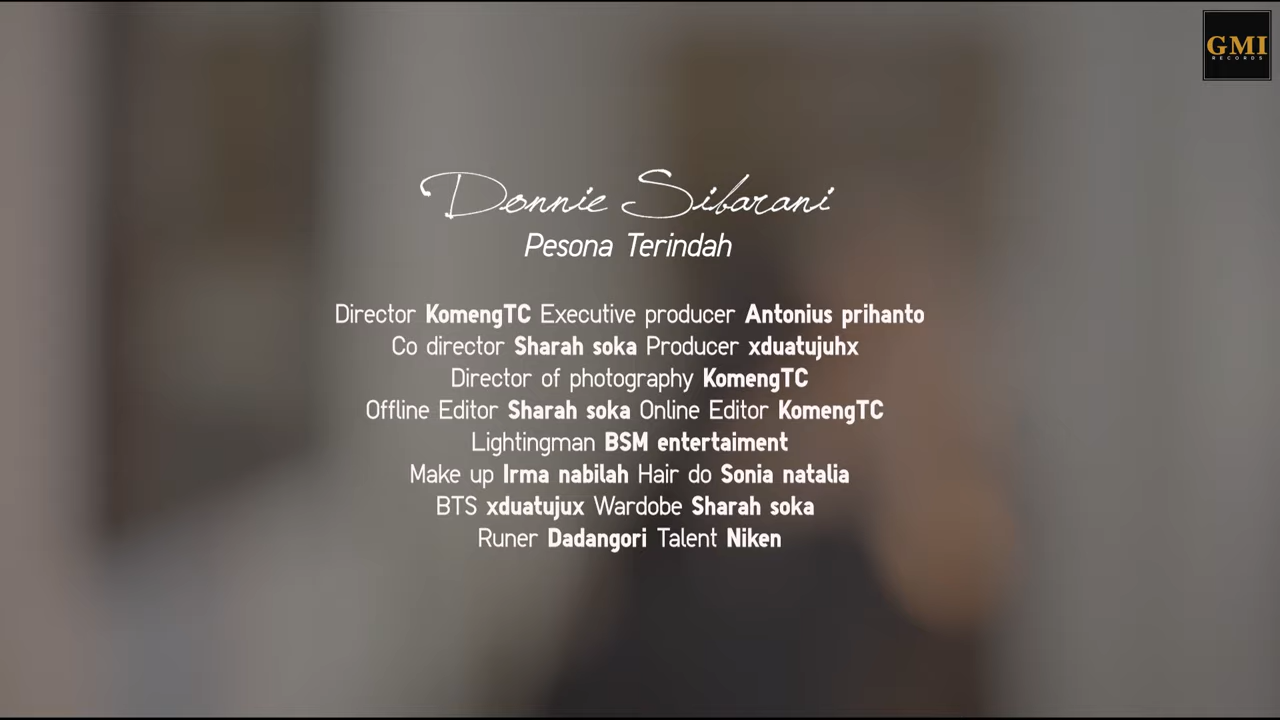 GMI
RECORDS
Donnie Sibarani
Pesona Terindah
Director KomengTC Executive producer Antonius prihanto
Co director Sharah soka Producer xduatujuhx
Director of photography KomengTC
Offline Editor Sharah soka Online Editor KomengTC
Lightingman BSM entertaiment
Make up Irma nabilah Hair do Sonia natalia
BTS xduatujux Wardobe Sharah soka
Runer Dadangori Talent Niken